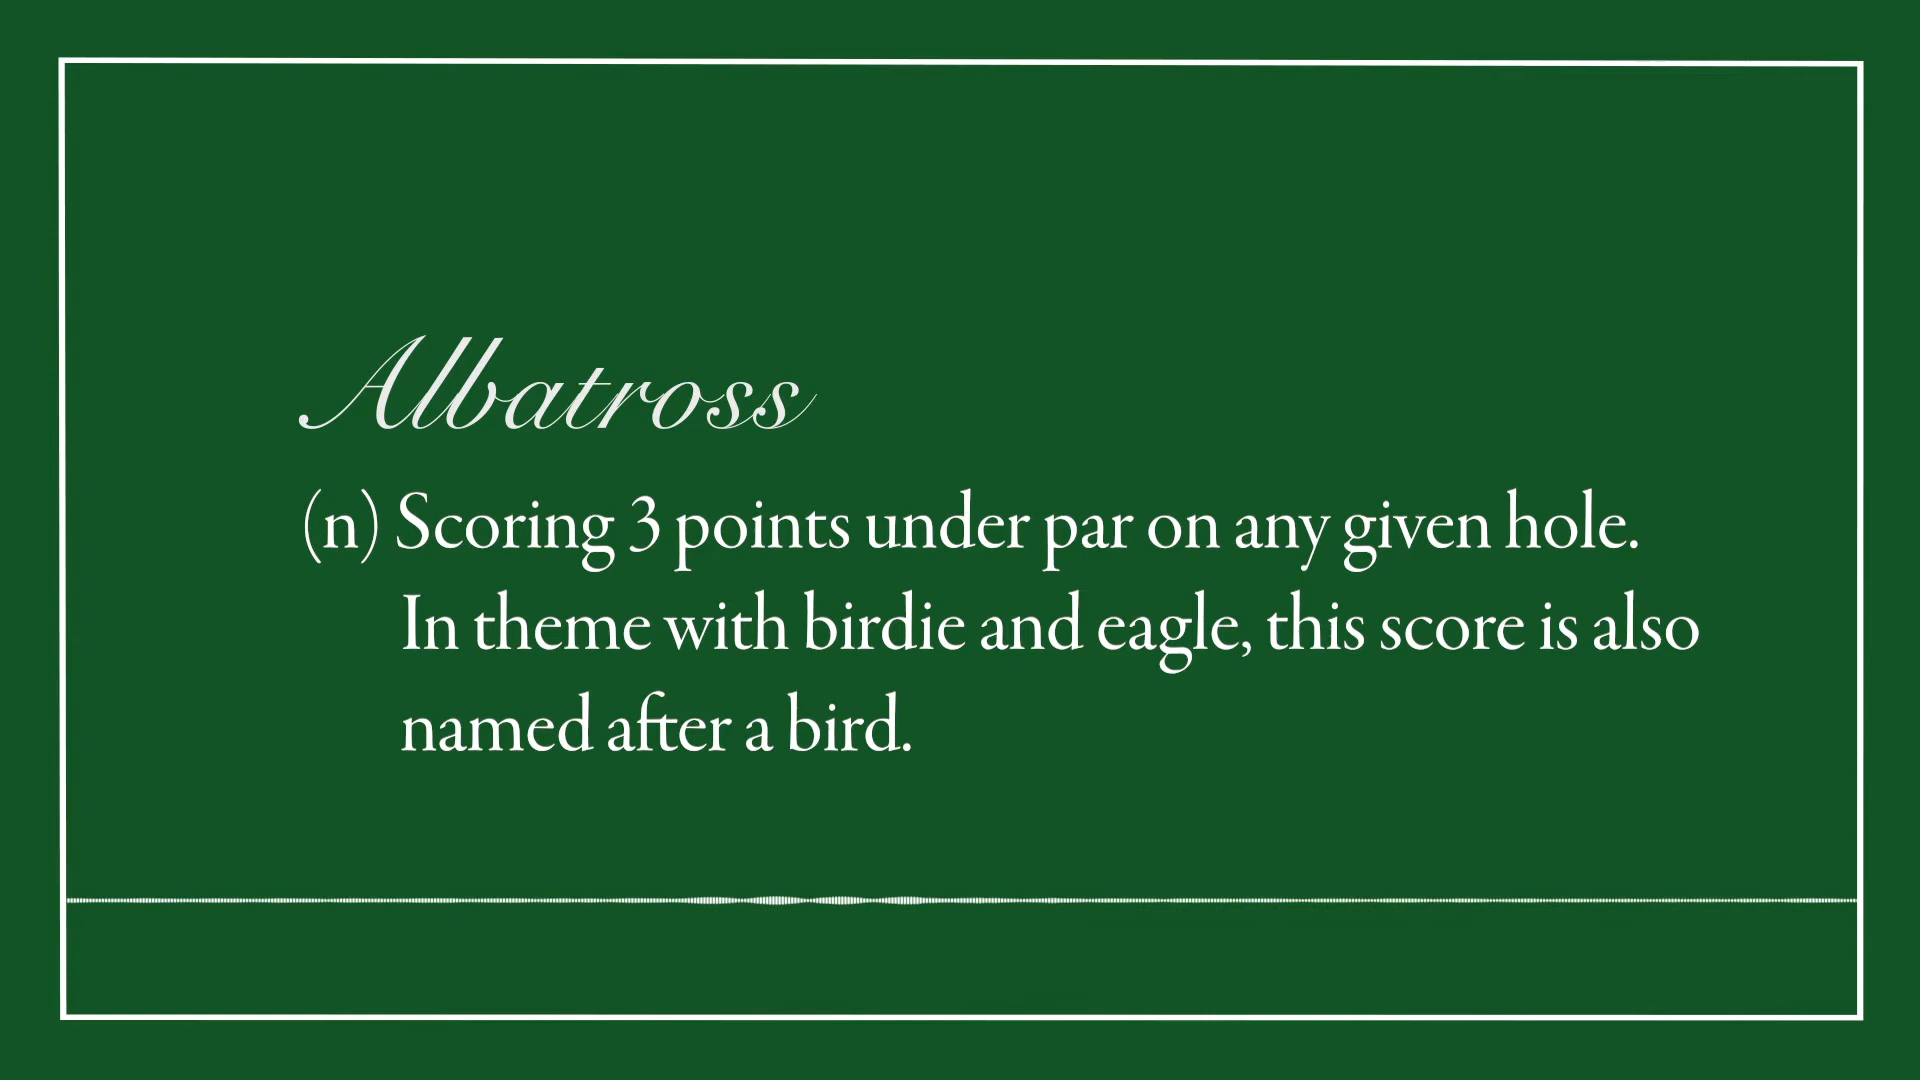 Albatross
(n) Scoring 3 points under par on any given hole.
In theme with birdie and eagle, this score is also
named after a bird.